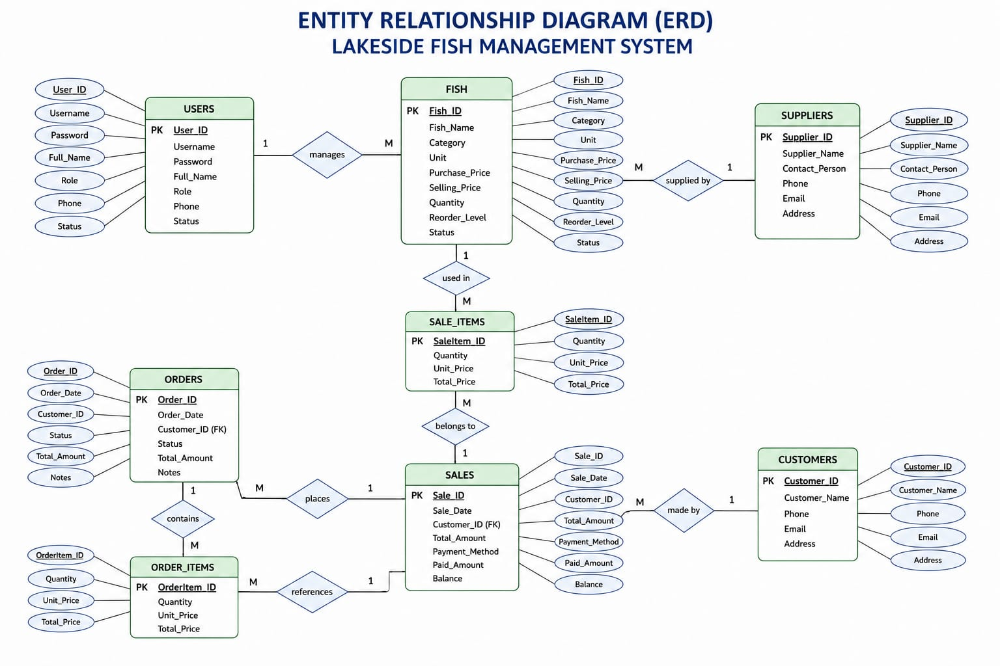 ENTITY RELATIONSHIP DIAGRAM (ERD)
LAKESIDE FISH MANAGEMENT SYSTEM
User_ID
Username
Password
Full_Name
Role
Phone
Status
USERS
PK User_ID
Username
Password
Full_Name
Role
Phone
Status
1
manages
M
FISH
PK Fish_ID
Fish_Name
Category
Unit
Purchase_Price
Selling_Price
Quantity
Reorder_Level
Status
Fish_ID
Fish_Name
Category
Unit
Purchase_Price
Selling_Price
Quantity
Reorder_Level
Status
M
supplied by
1
SUPPLIERS
PK Supplier_ID
Supplier_Name
Contact_Person
Phone
Email
Address
Supplier_ID
Supplier_Name
Contact_Person
Phone
Email
Address
1
used in
M
SALE_ITEMS
PK SaleItem_ID
Quantity
Unit_Price
Total_Price
SaleItem_ID
Quantity
Unit_Price
Total_Price
M
belongs to
1
Order_ID
Order_Date
Customer_ID
Status
Total_Amount
Notes
ORDERS
PK Order_ID
Order_Date
Customer_ID (FK)
Status
Total_Amount
Notes
M
places
1
SALES
PK Sale_ID
Sale_Date
Customer_ID (FK)
Total_Amount
Payment_Method
Paid_Amount
Balance
Sale_ID
Sale_Date
Customer_ID
Total_Amount
Payment_Method
Paid_Amount
Balance
M
made by
1
CUSTOMERS
PK Customer_ID
Customer_Name
Phone
Email
Address
Customer_ID
Customer_Name
Phone
Email
Address
1
contains
M
OrderItem_ID
Quantity
Unit_Price
Total_Price
ORDER_ITEMS
PK OrderItem_ID
Quantity
Unit_Price
Total_Price
M
references
1